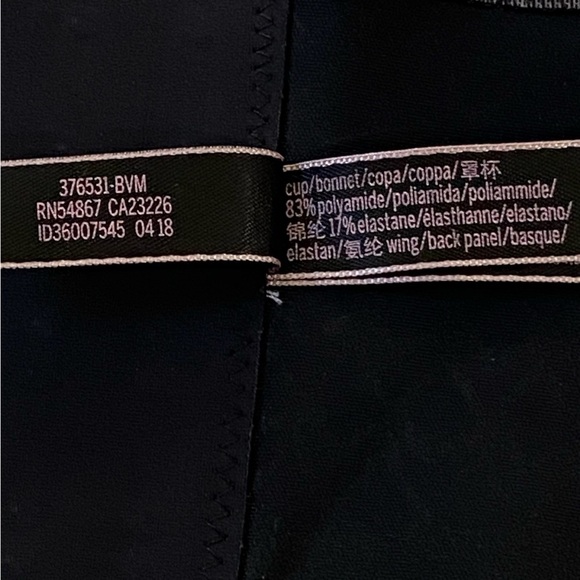 376531-BVM
RN54867 CA23226
ID36007545 04 18
cup/bonnet/copa/coppa/罩杯
83% polyamide/poliamida/poliammide/
锦纶 17% elastane/élasthanne/elastano/
elastan/氨纶 wing/back panel/basque/